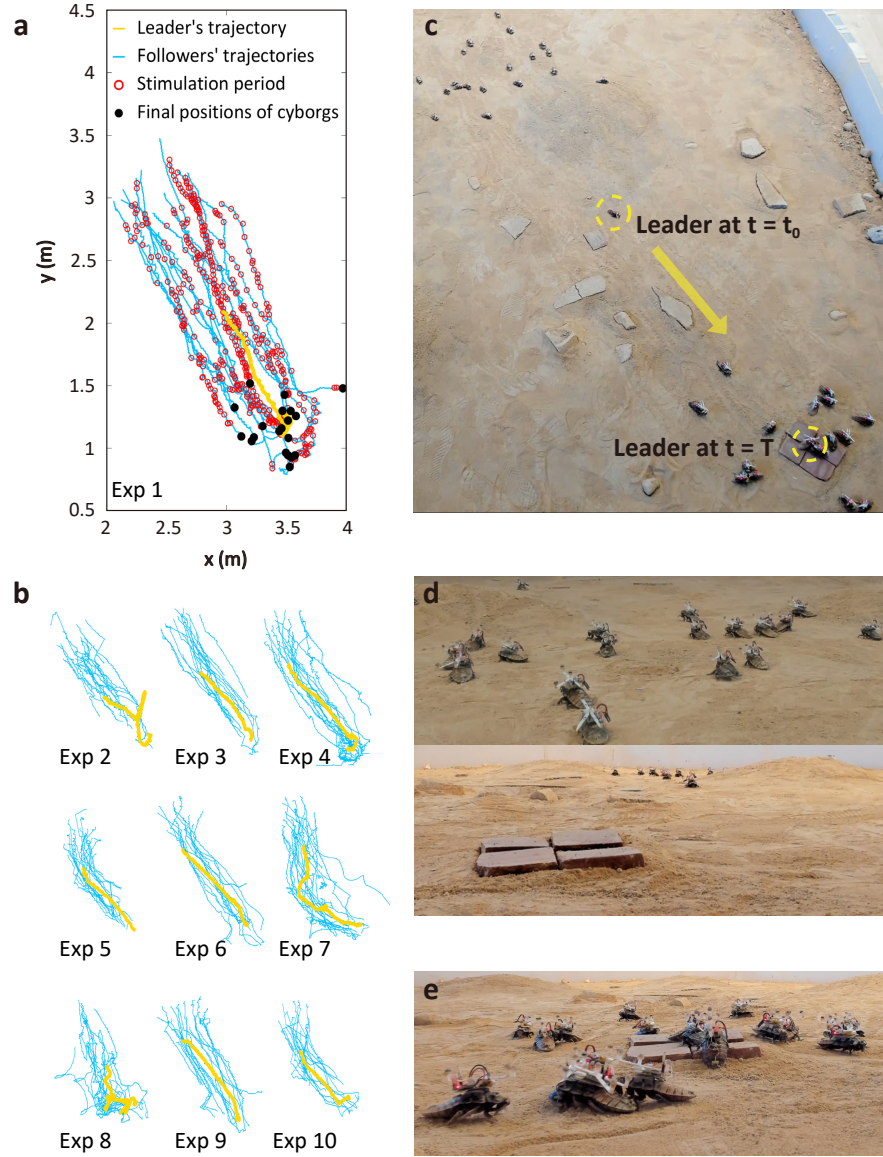 a
Leader's trajectory
Followers' trajectories
Stimulation period
Final positions of cyborgs
4.5
4
3.5
3
2.5
2
1.5
1
0.5
y (m)
Exp 1
2
2.5
3
3.5
4
x (m)
b
Exp 2
Exp 3
Exp 4
Exp 5
Exp 6
Exp 7
Exp 8
Exp 9
Exp 10
c
Leader at t = t0
Leader at t = T
d
e